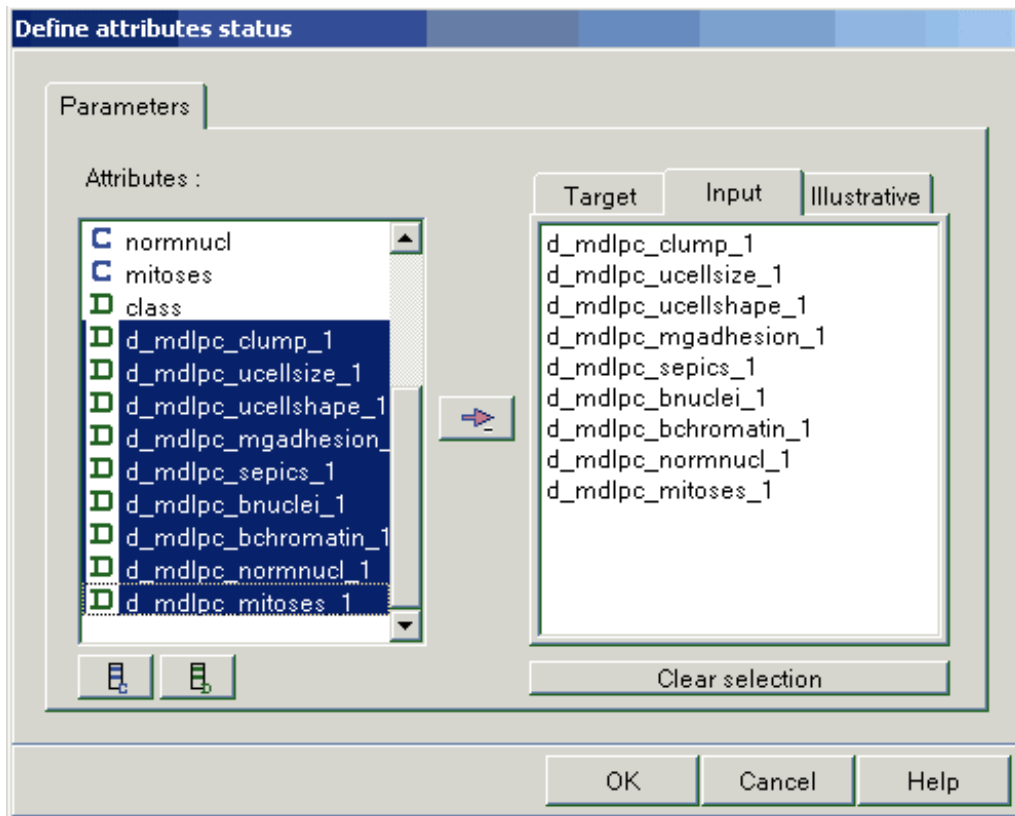 Define attributes status
Parameters
Attributes :
C normnucl
C mitoses
D class
D d_mdlpc_clump_1
D d_mdlpc_ucellsize_1
D d_mdlpc_ucellshape_1
D d_mdlpc_mgadhesion_
D d_mdlpc_sepics_1
D d_mdlpc_bnuclei_1
D d_mdlpc_bchromatin_1
D d_mdlpc_normnucl_1
D d_mdlpc_mitoses_1
C D
Target Input Illustrative
d_mdlpc_clump_1
d_mdlpc_ucellsize_1
d_mdlpc_ucellshape_1
d_mdlpc_mgadhesion_1
d_mdlpc_sepics_1
d_mdlpc_bnuclei_1
d_mdlpc_bchromatin_1
d_mdlpc_normnucl_1
d_mdlpc_mitoses_1
Clear selection
OK Cancel Help